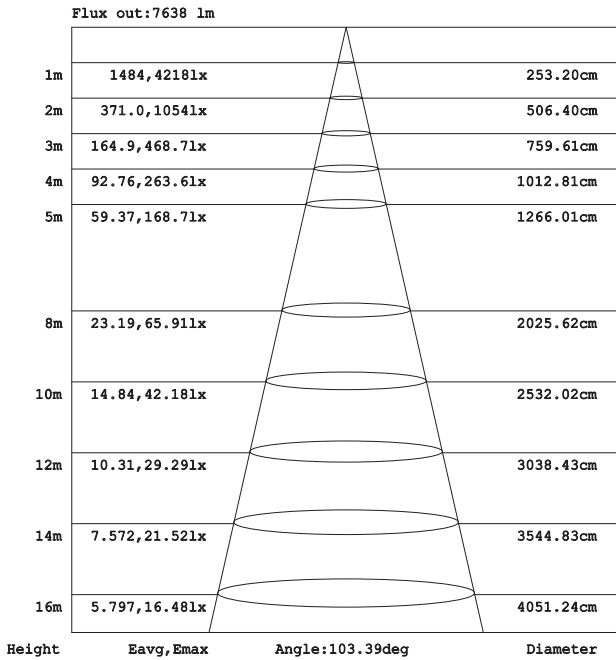 Flux out:7638 lm
1m 1484,4218lx 253.20cm
2m 371.0,1054lx 506.40cm
3m 164.9,468.7lx 759.61cm
4m 92.76,263.6lx 1012.81cm
5m 59.37,168.7lx 1266.01cm
8m 23.19,65.91lx 2025.62cm
10m 14.84,42.18lx 2532.02cm
12m 10.31,29.29lx 3038.43cm
14m 7.572,21.52lx 3544.83cm
16m 5.797,16.48lx 4051.24cm
Height Eavg,Emax Angle:103.39deg Diameter